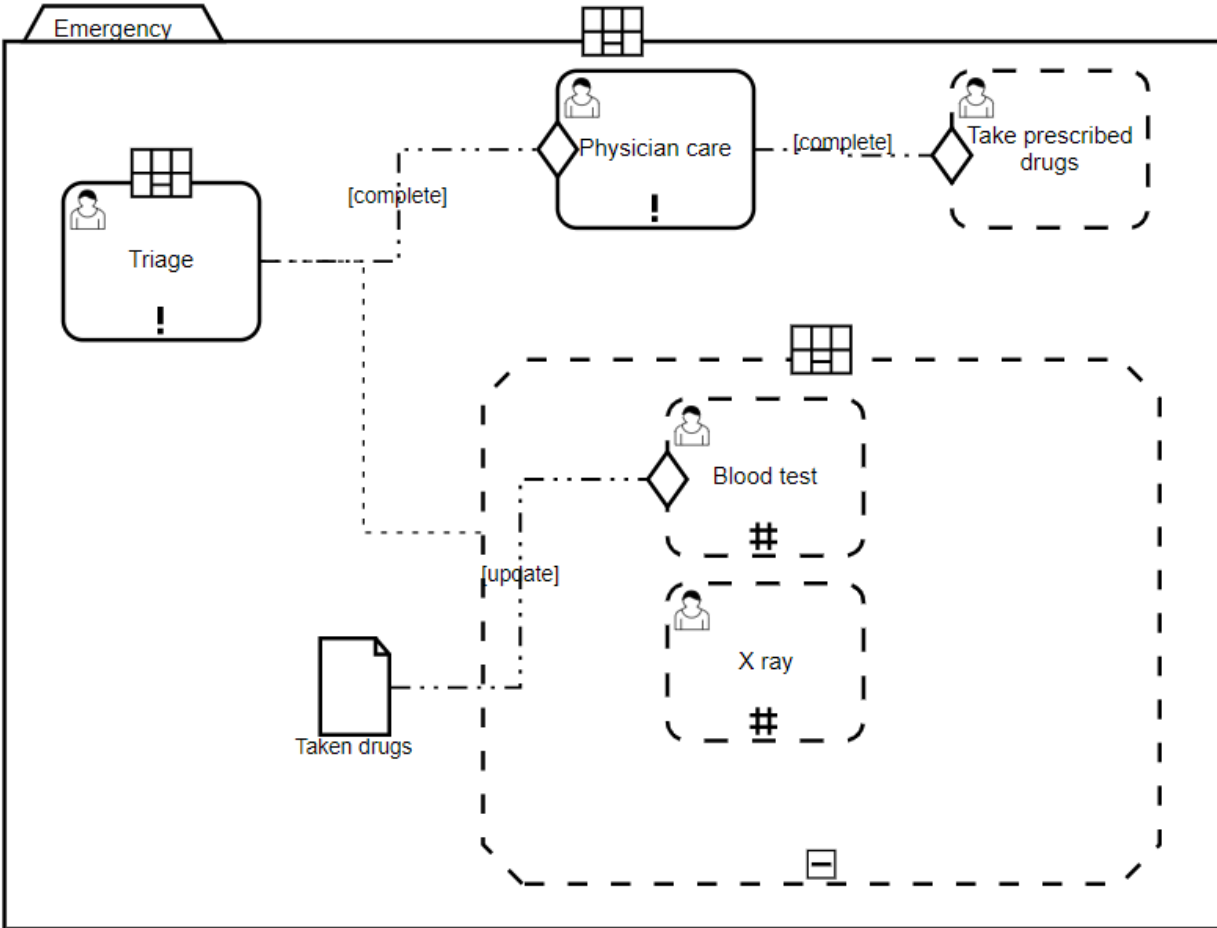 Emergency
Physician care
[complete]
Take prescribed
drugs
[complete]
Triage
!
!
Blood test
#
[update]
X ray
#
Taken drugs